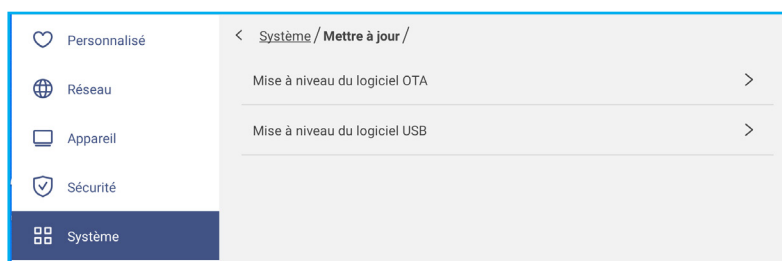 Personnalisé
Réseau
Appareil
Sécurité
Système
Système / Mettre à jour /
Mise à niveau du logiciel OTA
Mise à niveau du logiciel USB